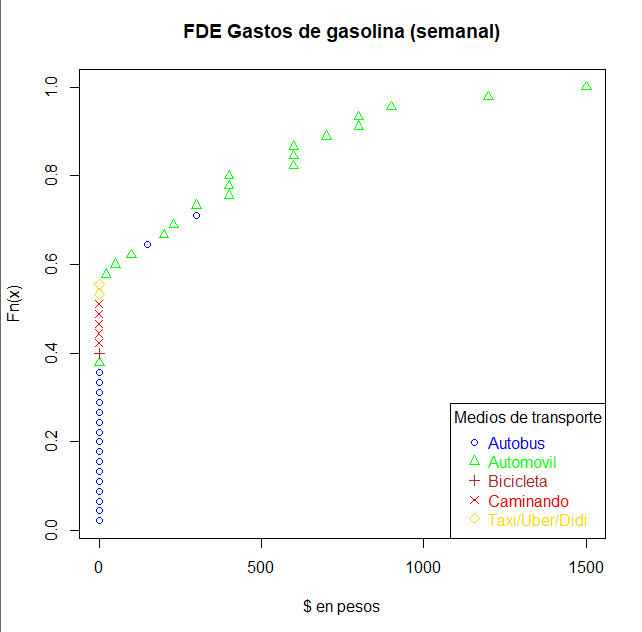 FDE Gastos de gasolina (semanal)
1.0
0.8
0.6
0.4
0.2
0.0
Fn(x)
Medios de transporte
Autobus
Automovil
Bicicleta
Caminando
Taxi/Uber/Didi
0 500 1000 1500
$ en pesos